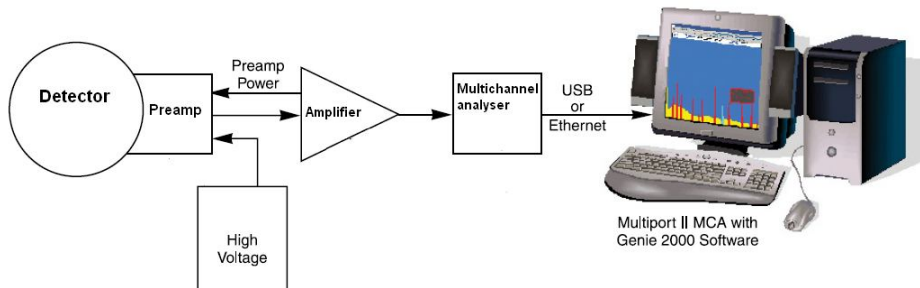 Detector
Preamp
Preamp
Power
Amplifier
Multichannel
analyser
USB
or
Ethernet
High
Voltage
Multiport II MCA with
Genie 2000 Software